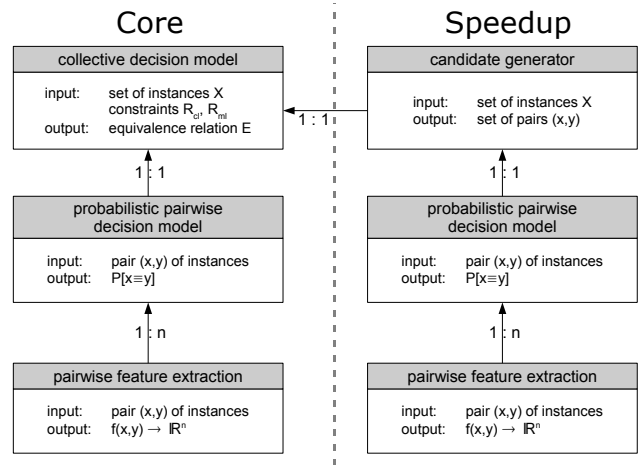 Core
collective decision model
input: set of instances X
constraints R_cl, R_ml
output: equivalence relation E
1 : 1
probabilistic pairwise
decision model
input: pair (x,y) of instances
output: P[x≡y]
1 : n
pairwise feature extraction
input: pair (x,y) of instances
output: f(x,y) → ℝⁿ
1 : 1
Speedup
candidate generator
input: set of instances X
output: set of pairs (x,y)
1 : 1
probabilistic pairwise
decision model
input: pair (x,y) of instances
output: P[x≡y]
1 : n
pairwise feature extraction
input: pair (x,y) of instances
output: f(x,y) → ℝⁿ